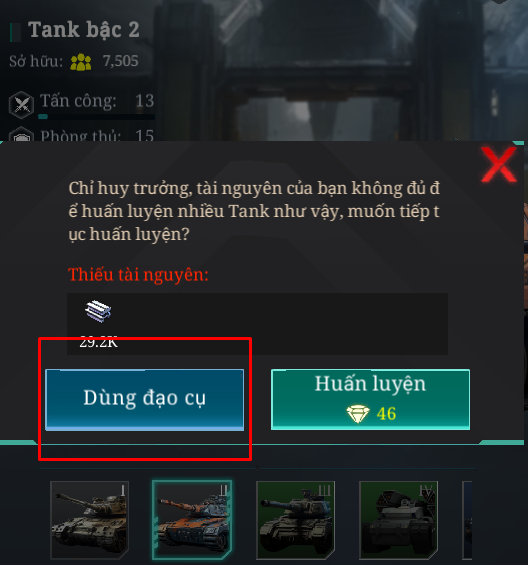 Tank bậc 2
Sở hữu: 7,505
Tấn công: 13
Phòng thủ: 15
Chỉ huy trưởng, tài nguyên của bạn không đủ đ
ể huấn luyện nhiều Tank như vậy, muốn tiếp t
ục huấn luyện?
Thiếu tài nguyên:
29.2K
Dùng đạo cụ
Huấn luyện
46
I
II
III
IV